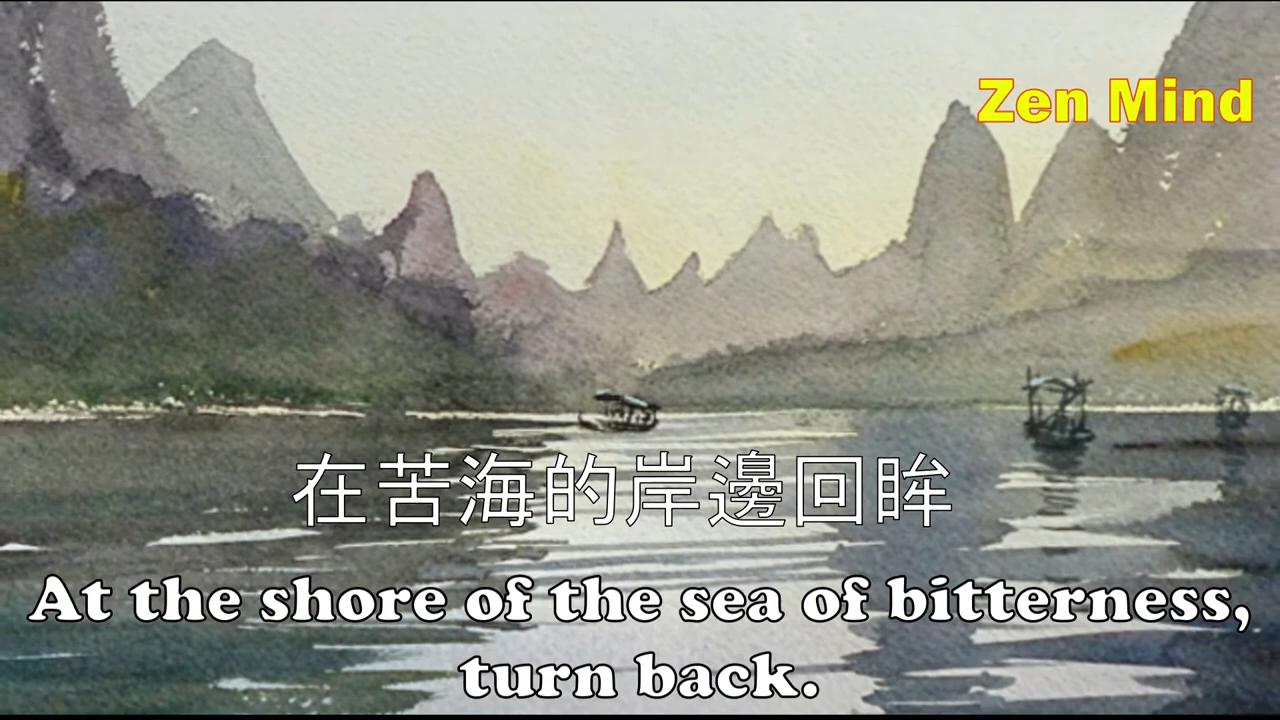 Zen Mind
在苦海的岸邊回眸
At the shore of the sea of bitterness,
turn back.